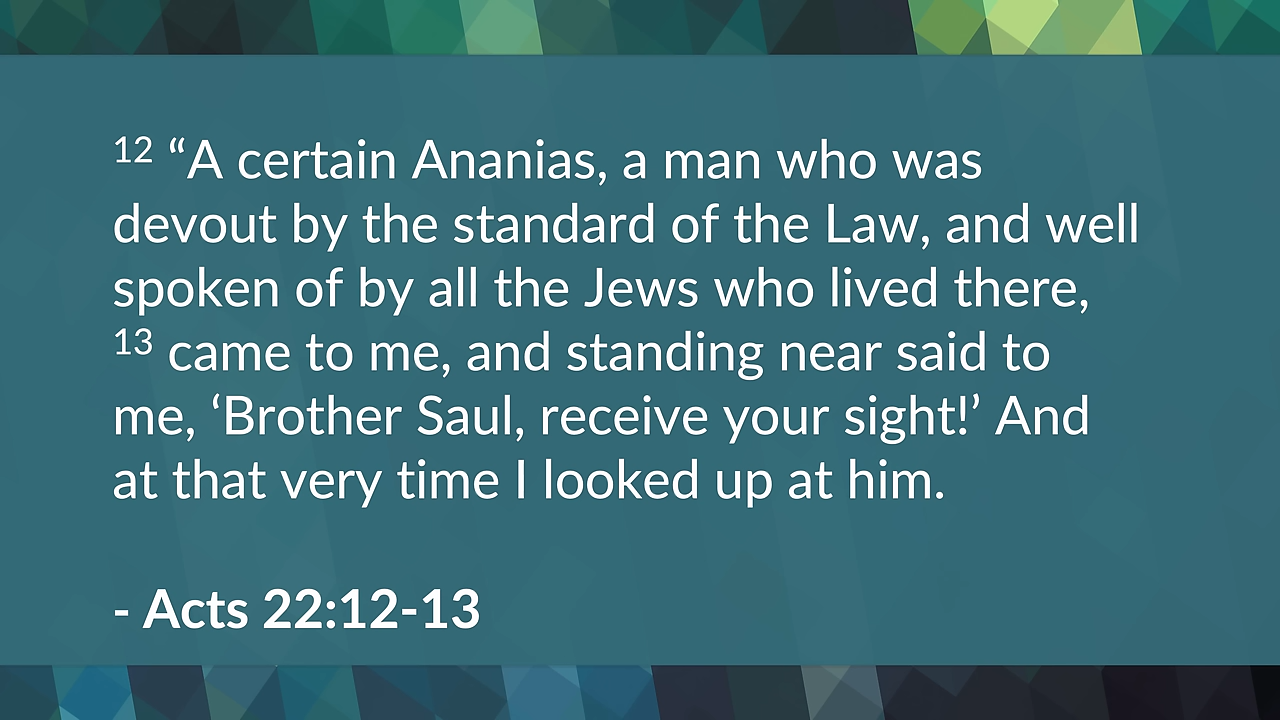 12 “A certain Ananias, a man who was
devout by the standard of the Law, and well
spoken of by all the Jews who lived there,
13 came to me, and standing near said to
me, ‘Brother Saul, receive your sight!’ And
at that very time I looked up at him.
- Acts 22:12-13